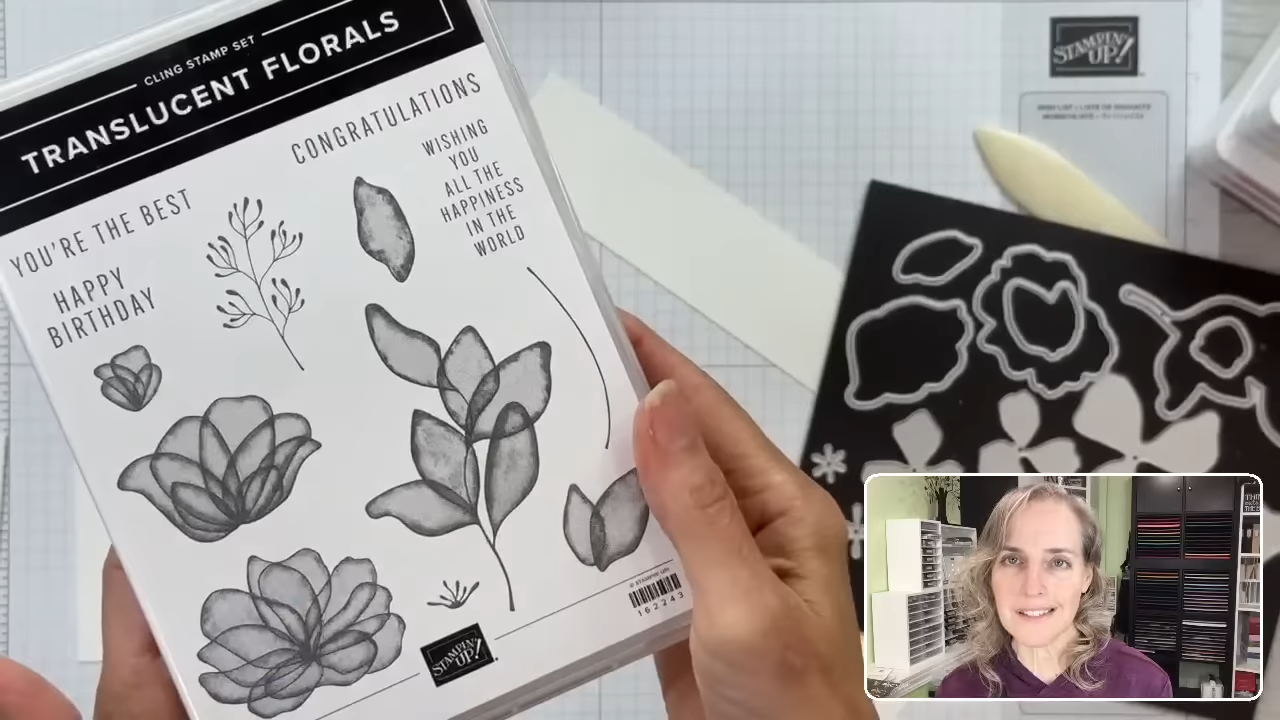 CLING STAMP SET
TRANSLUCENT FLORALS
CONGRATULATIONS
WISHING
YOU
ALL THE
HAPPINESS
IN THE
WORLD
YOU'RE THE BEST
HAPPY
BIRTHDAY
© STAMPIN' UP!
162243
STAMPIN'
UP!
STAMPIN'
UP!